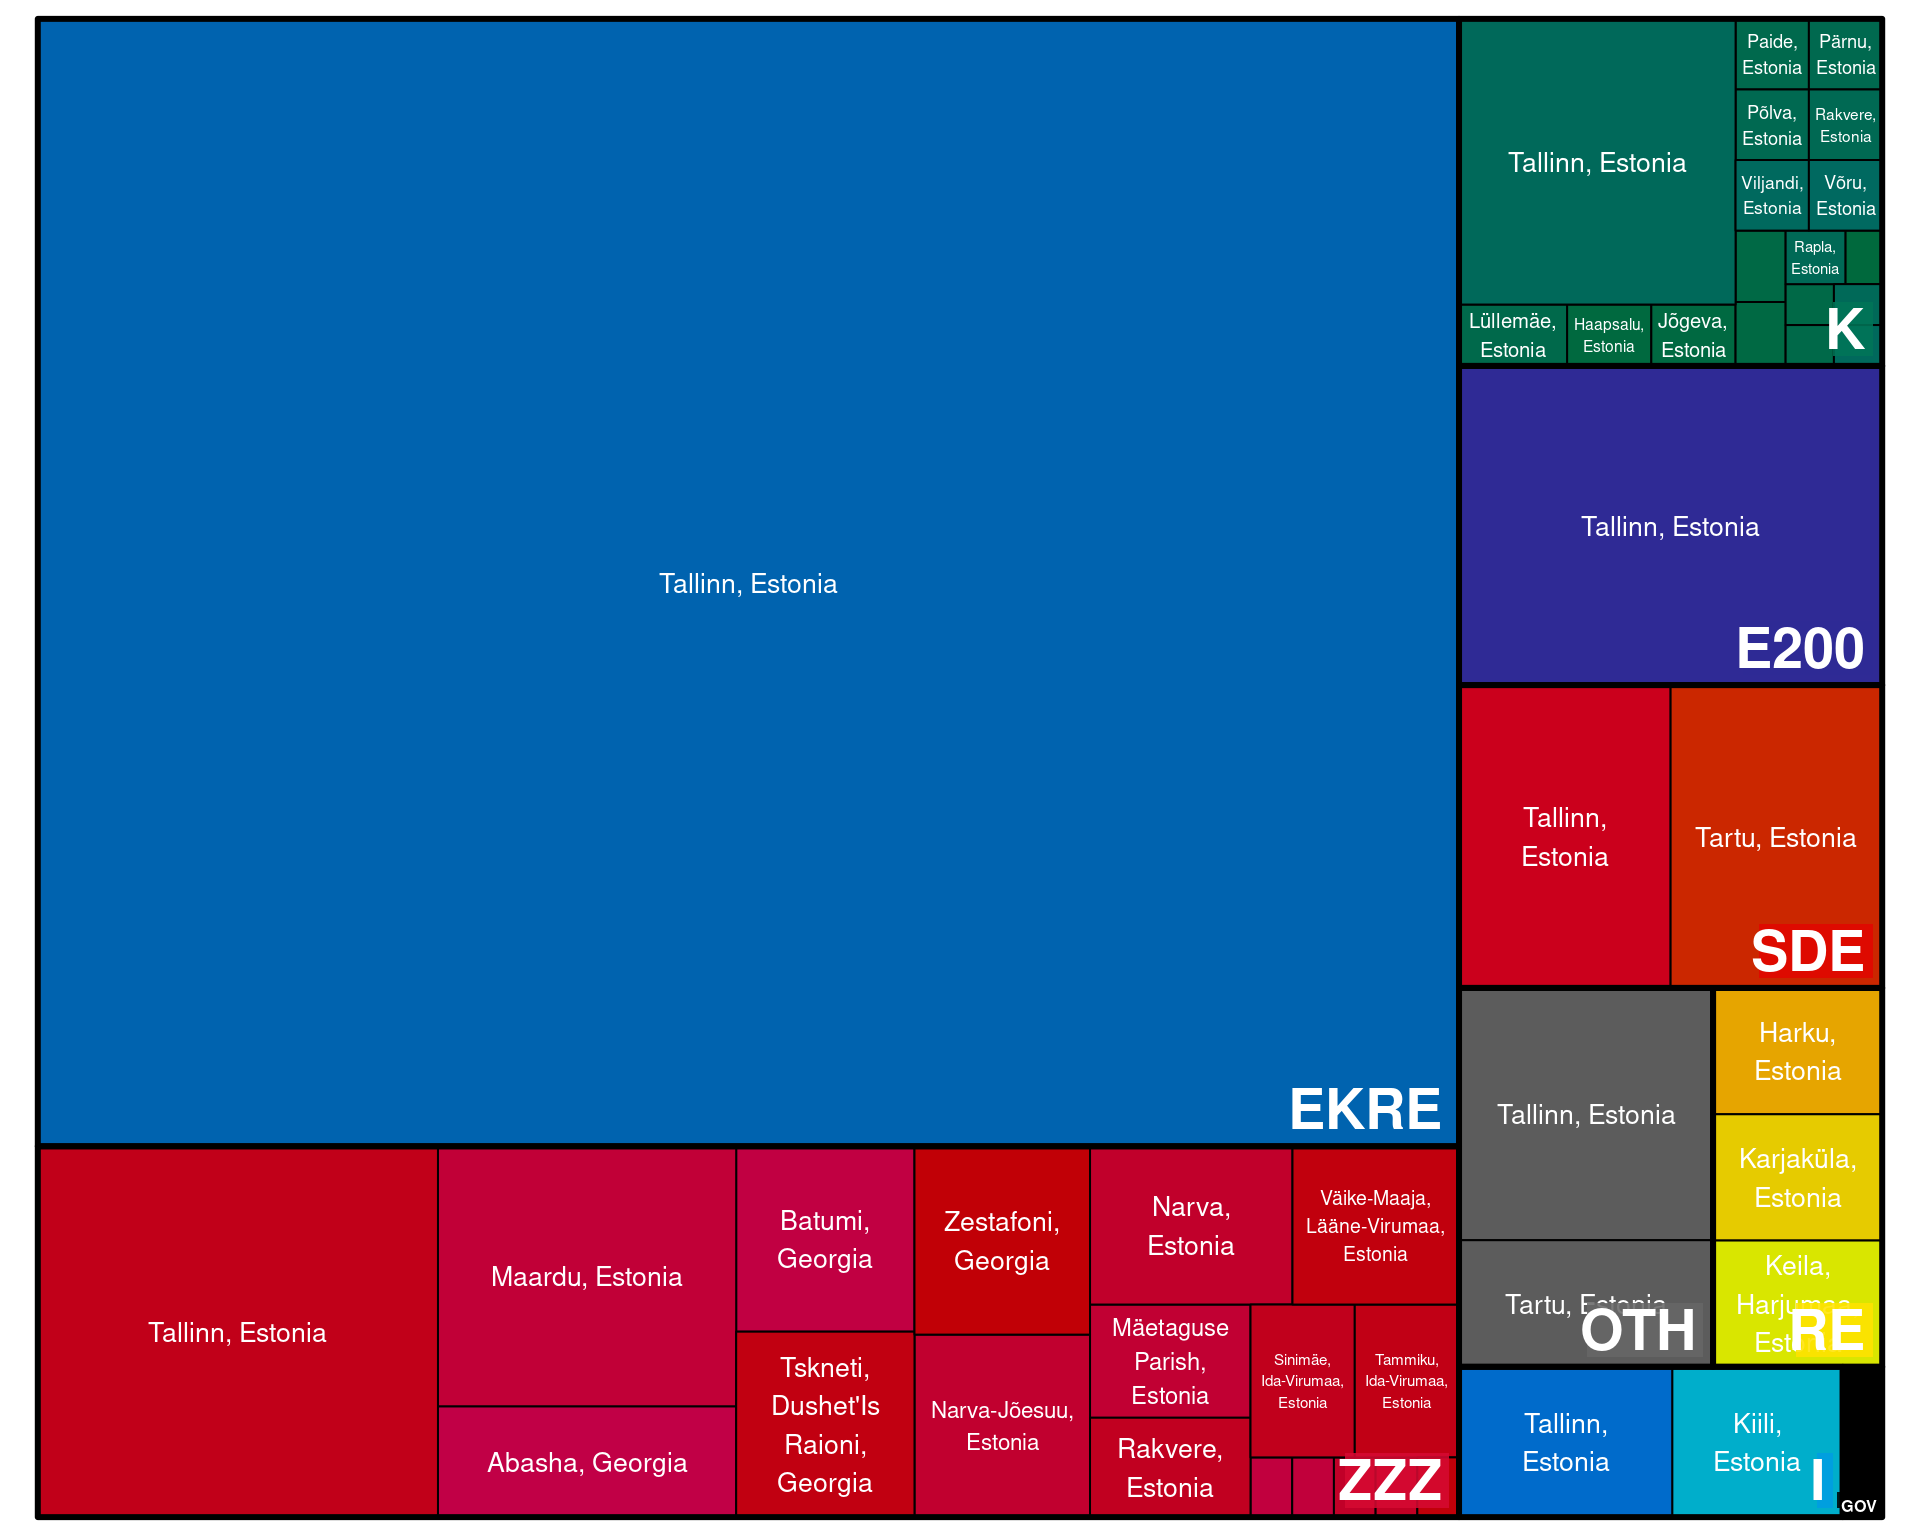 Tallinn, Estonia
EKRE
Tallinn, Estonia
Maardu, Estonia
Abasha, Georgia
Batumi,
Georgia
Tskneti,
Dushet'Is
Raioni,
Georgia
Zestafoni,
Georgia
Narva-Jõesuu,
Estonia
Narva,
Estonia
Väike-Maaja,
Lääne-Virumaa,
Estonia
Mäetaguse
Parish,
Estonia
Rakvere,
Estonia
Sinimäe,
Ida-Virumaa,
Estonia
Tammiku,
Ida-Virumaa,
Estonia
ZZZ
Tallinn, Estonia
Lüllemäe,
Estonia
Haapsalu,
Estonia
Jõgeva,
Estonia
Paide,
Estonia
Pärnu,
Estonia
Põlva,
Estonia
Rakvere,
Estonia
Viljandi,
Estonia
Võru,
Estonia
Rapla,
Estonia
K
Tallinn, Estonia
E200
Tallinn,
Estonia
Tartu, Estonia
SDE
Tallinn, Estonia
Tartu, Estonia
OTH
Harku,
Estonia
Karjaküla,
Estonia
Keila,
Harjumaa,
Estonia
RE
Tallinn,
Estonia
Kiili,
Estonia
I
GOV